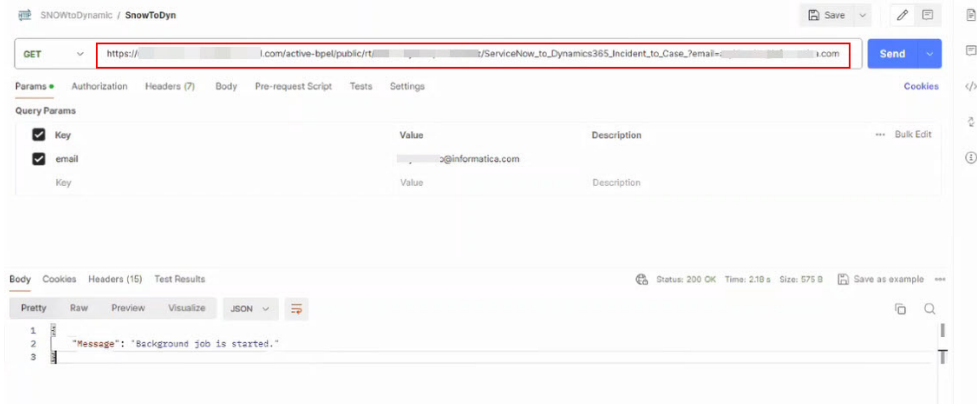 SNOWtoDynamic / SnowToDyn
Save
GET
https:// l.com/active-bpel/public/rt/ t/ServiceNow_to_Dynamics365_Incident_to_Case_?email= a.com
Send
Params Authorization Headers (7) Body Pre-request Script Tests Settings
Cookies
Query Params
Key Value Description ••• Bulk Edit
email @informatica.com
Key Value Description
Body Cookies Headers (15) Test Results
Status: 200 OK Time: 2.18 s Size: 575 B Save as example •••
Pretty Raw Preview Visualize JSON
1 {
2 "Message": "Background job is started."
3 }